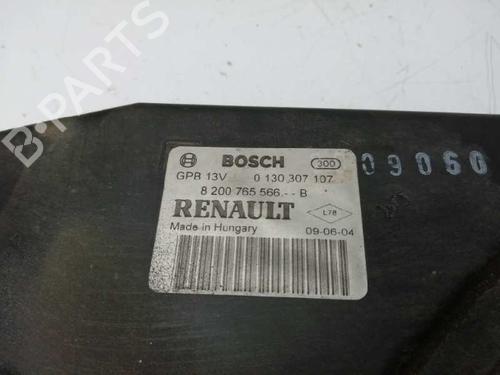 BOSCH 300
GPB 13V 0 130 307 107
8 200 765 566 -- B
RENAULT L78
Made in Hungary 09-06-04
09060
B-PARTS